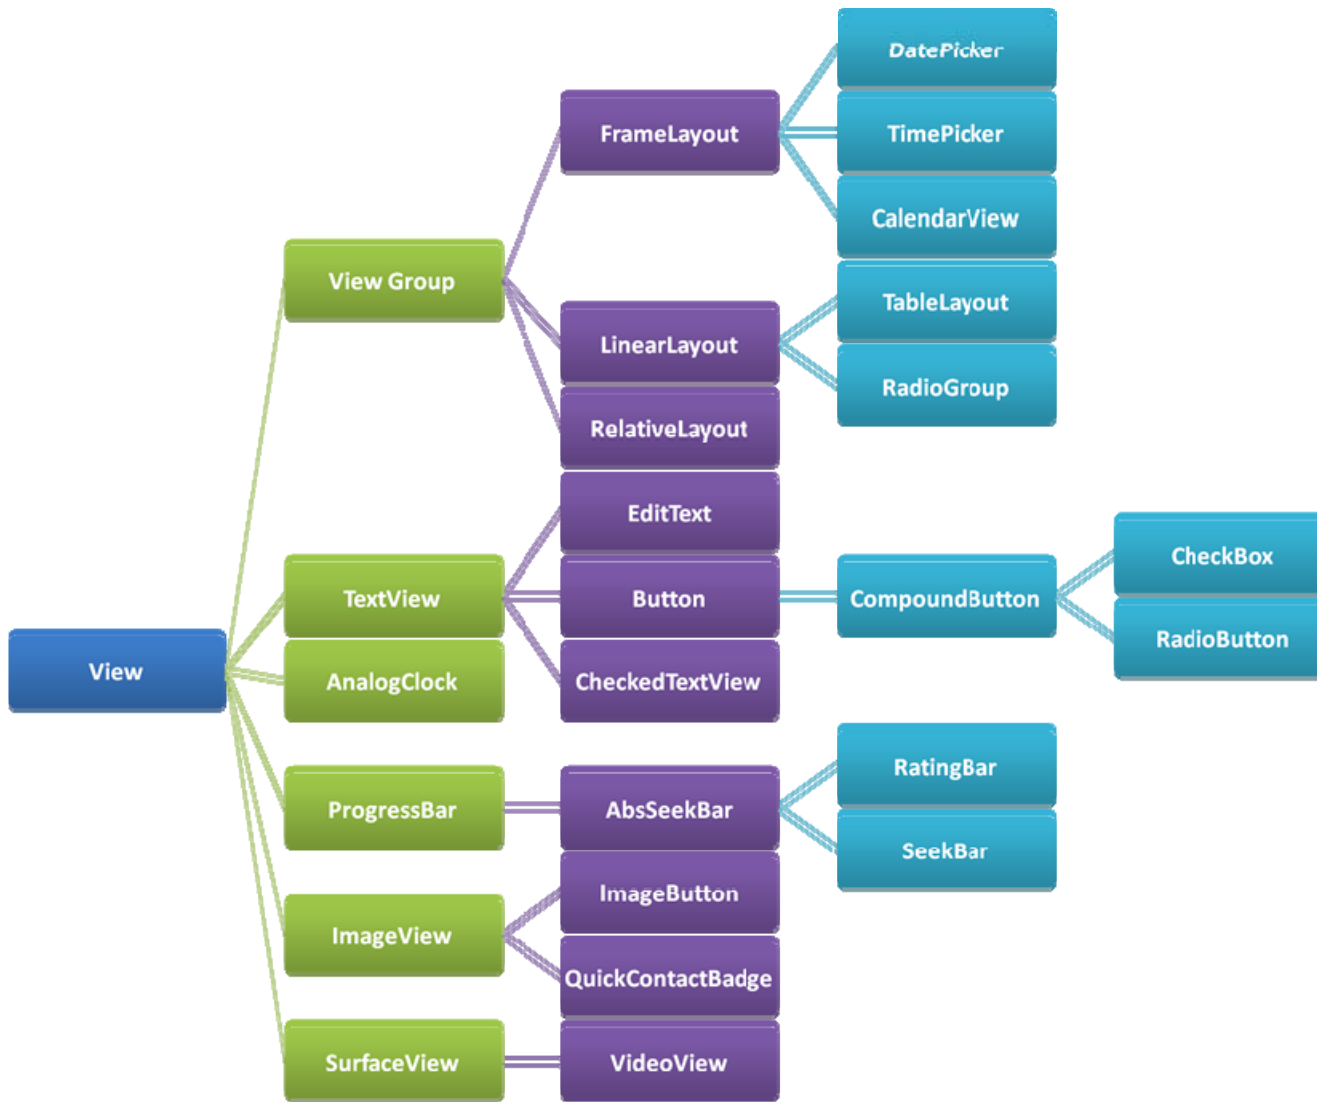 DatePicker
FrameLayout
TimePicker
CalendarView
View Group
TableLayout
LinearLayout
RadioGroup
RelativeLayout
EditText
CheckBox
TextView
Button
CompoundButton
RadioButton
View
AnalogClock
CheckedTextView
RatingBar
ProgressBar
AbsSeekBar
SeekBar
ImageButton
ImageView
QuickContactBadge
SurfaceView
VideoView